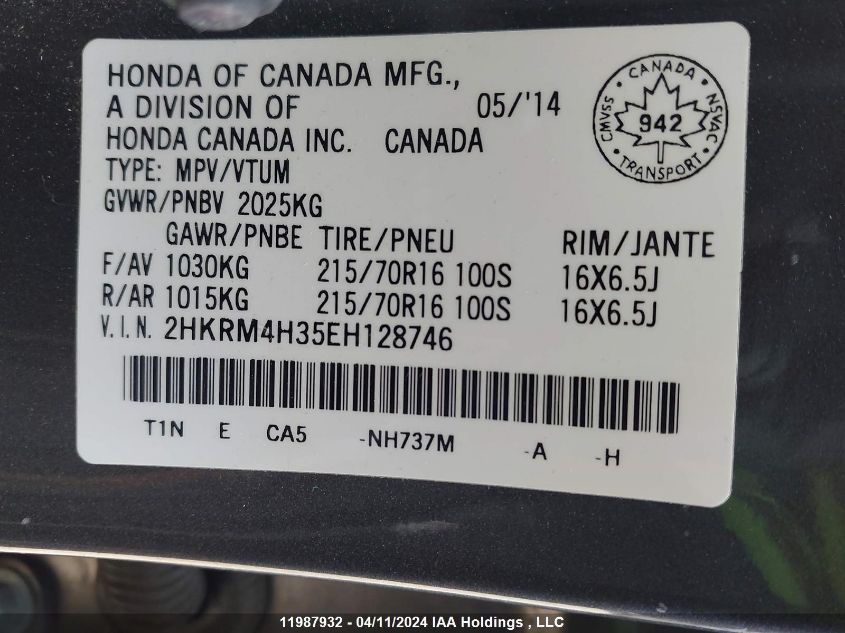 HONDA OF CANADA MFG.,
A DIVISION OF 05/'14
HONDA CANADA INC. CANADA
TYPE: MPV/VTUM
GVWR/PNBV 2025KG
GAWR/PNBE TIRE/PNEU RIM/JANTE
F/AV 1030KG 215/70R16 100S 16X6.5J
R/AR 1015KG 215/70R16 100S 16X6.5J
V.I.N. 2HKRM4H35EH128746
T1N E CA5 -NH737M -A -H
CANADA
CMVSS 942 NSVAC
TRANSPORT
11987932 - 04/11/2024 IAA Holdings , LLC